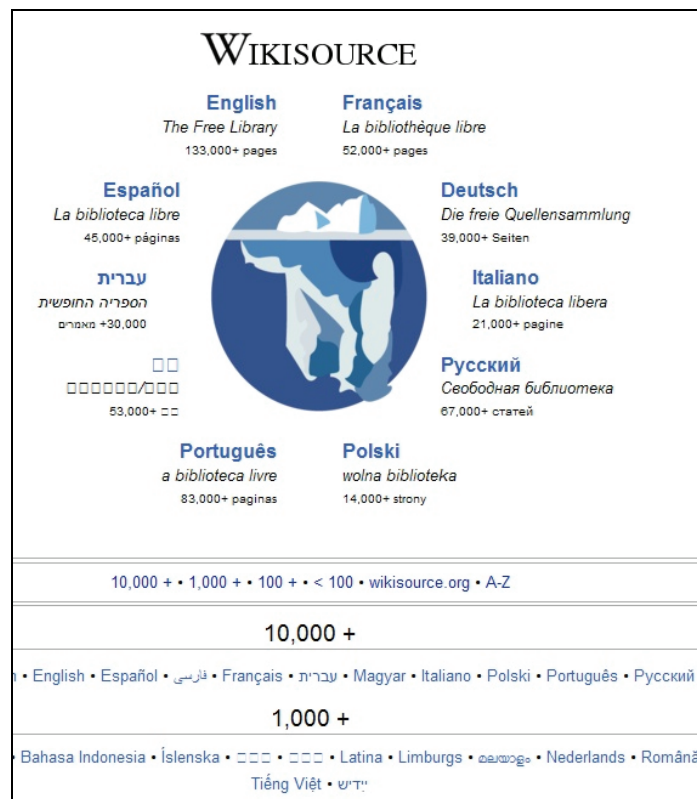 WIKISOURCE
English
The Free Library
133,000+ pages
Français
La bibliothèque libre
52,000+ pages
Español
La biblioteca libre
45,000+ páginas
Deutsch
Die freie Quellensammlung
39,000+ Seiten
עברית
הספריה החופשית
30,000+ מאמרים
Italiano
La biblioteca libera
21,000+ pagine
53,000+
Русский
Свободная библиотека
67,000+ статей
Português
a biblioteca livre
83,000+ paginas
Polski
wolna biblioteka
14,000+ strony
10,000 + • 1,000 + • 100 + • < 100 • wikisource.org • A-Z
10,000 +
• English • Español • فارسی • Français • עברית • Magyar • Italiano • Polski • Português • Русский
1,000 +
• Bahasa Indonesia • Íslenska • Latina • Limburgs • മലയാളം • Nederlands • Română
Tiếng Việt • ייִדיש